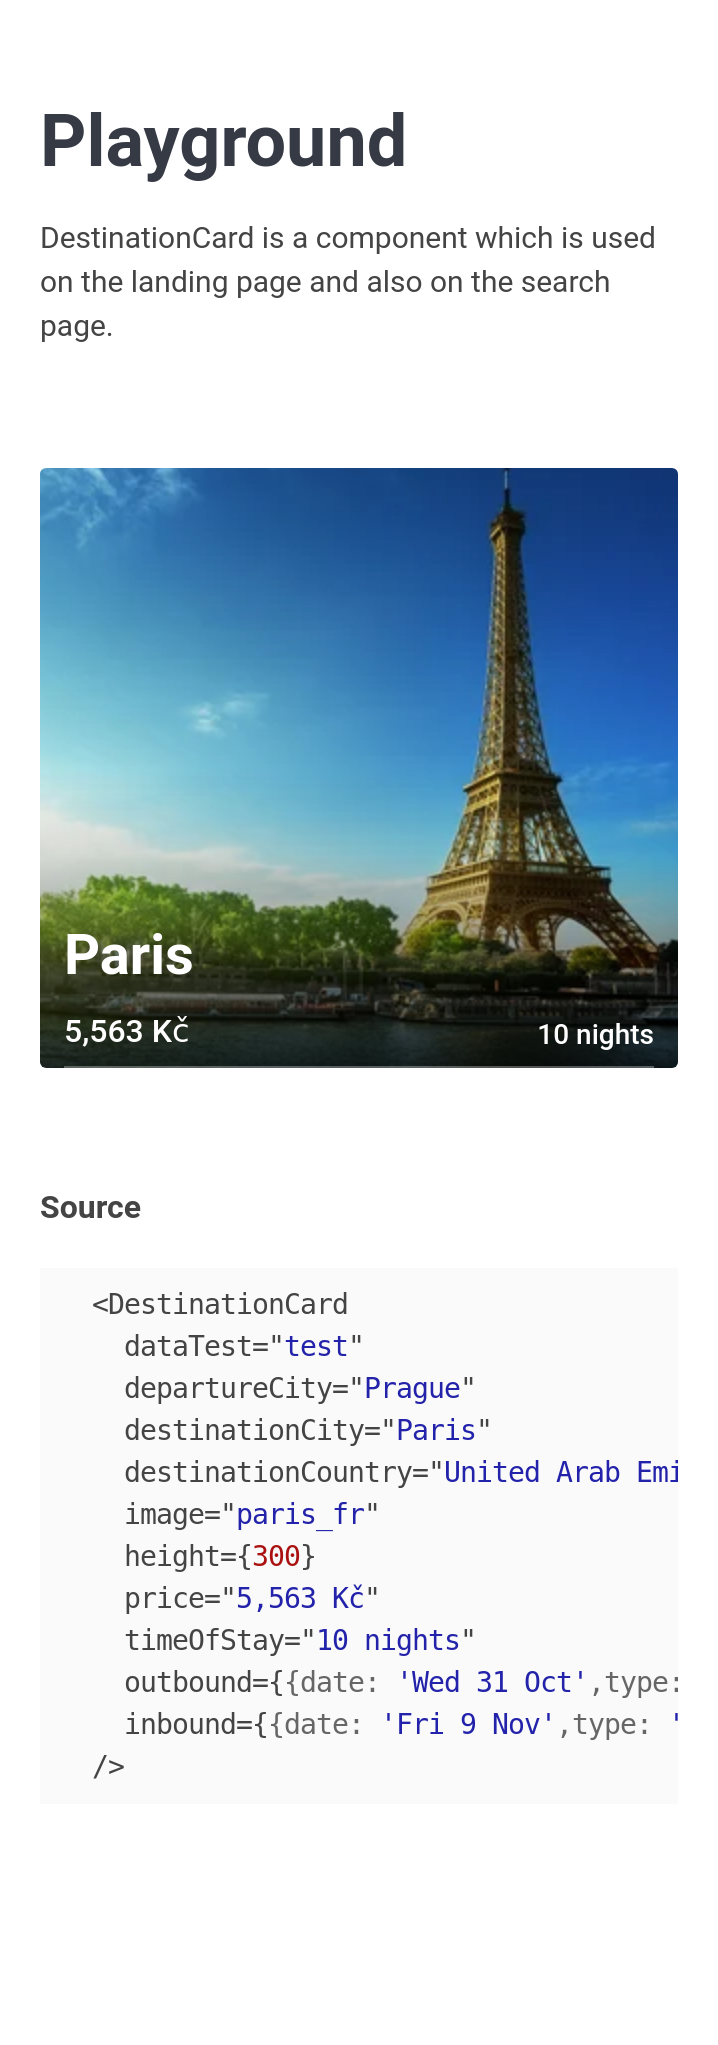 Playground
DestinationCard is a component which is used
on the landing page and also on the search
page.
Paris
5,563 Kč
10 nights
Source
<DestinationCard
  dataTest="test"
  departureCity="Prague"
  destinationCity="Paris"
  destinationCountry="United Arab Emi
  image="paris_fr"
  height={300}
  price="5,563 Kč"
  timeOfStay="10 nights"
  outbound={{date: 'Wed 31 Oct',type:
  inbound={{date: 'Fri 9 Nov',type: '
/>